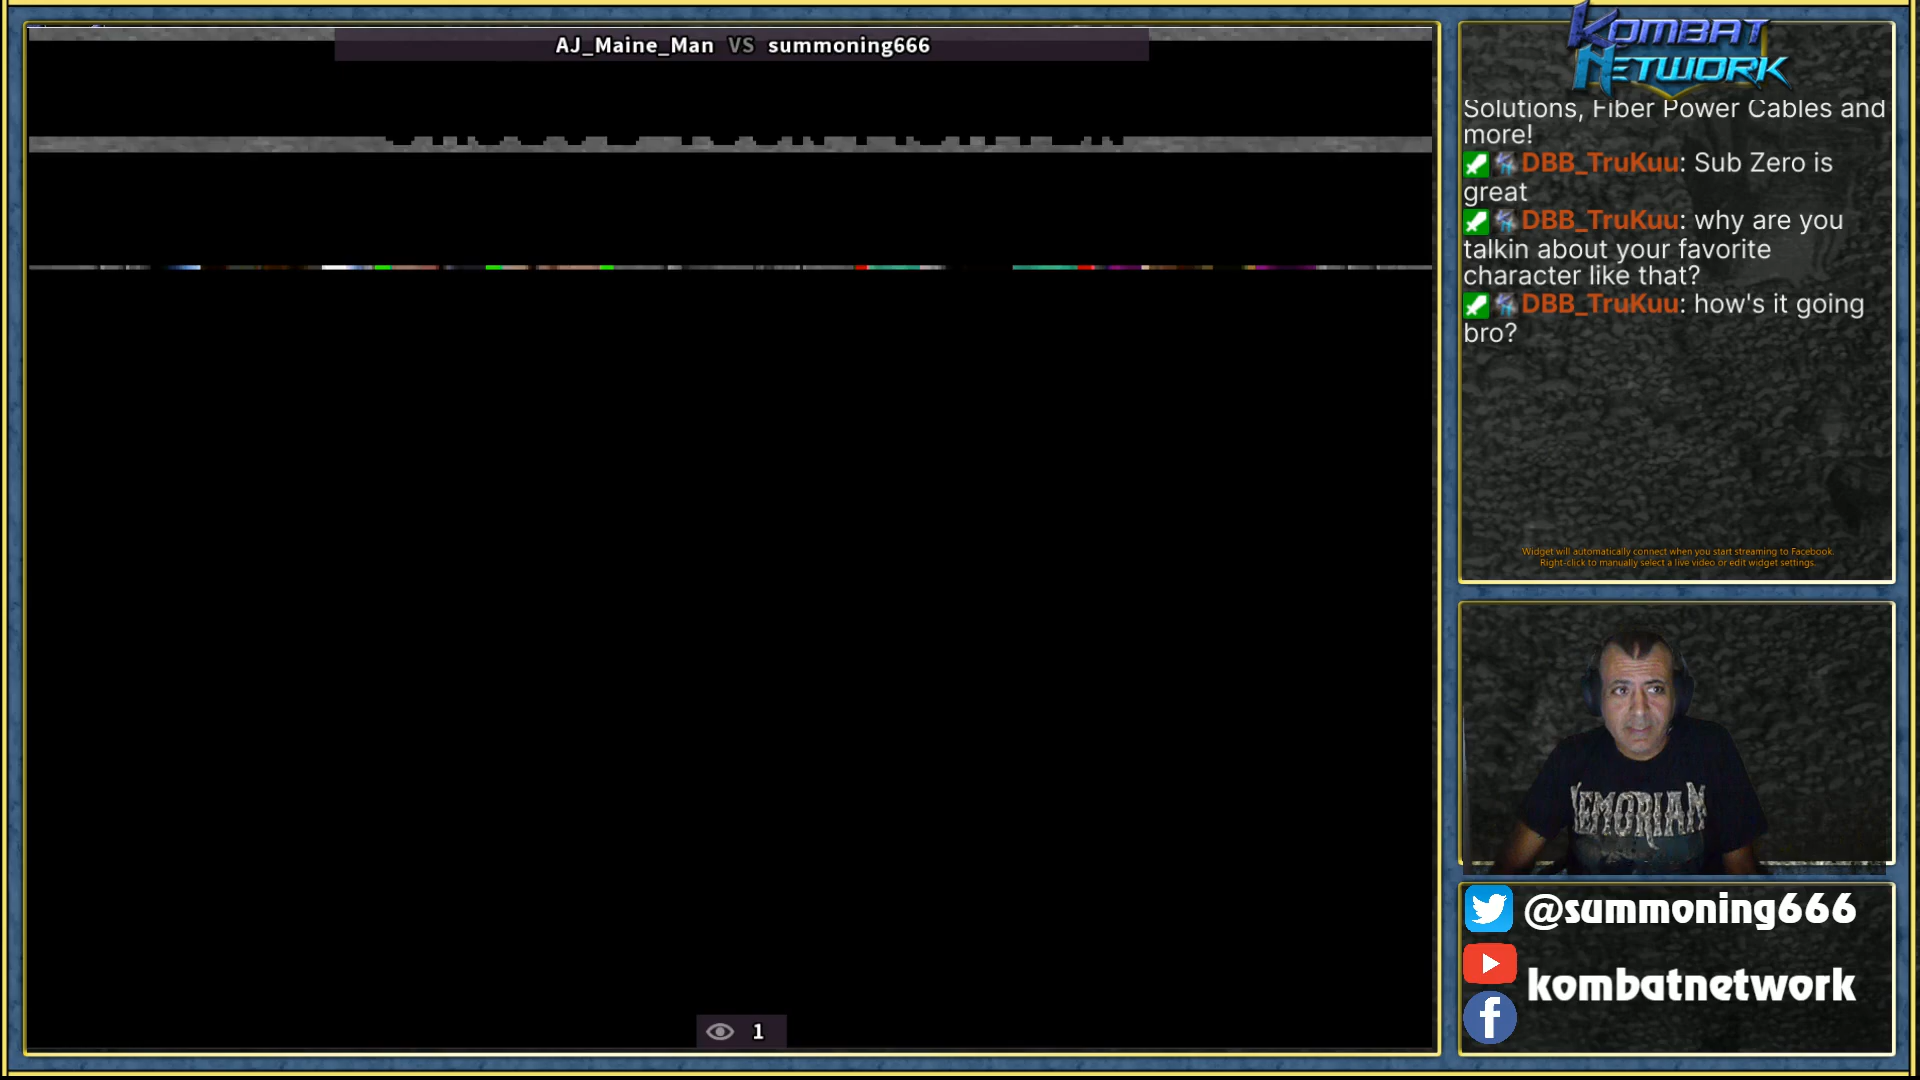 AJ_Maine_Man VS summoning666
KOMBAT
NETWORK
Solutions, Fiber Power Cables and
more!
DBB_TruKuu: Sub Zero is
great
DBB_TruKuu: why are you
talkin about your favorite
character like that?
DBB_TruKuu: how's it going
bro?
Widget will automatically connect when you start streaming to Facebook.
Right-click to manually select a live video or edit widget settings.
@summoning666
kombatnetwork
1